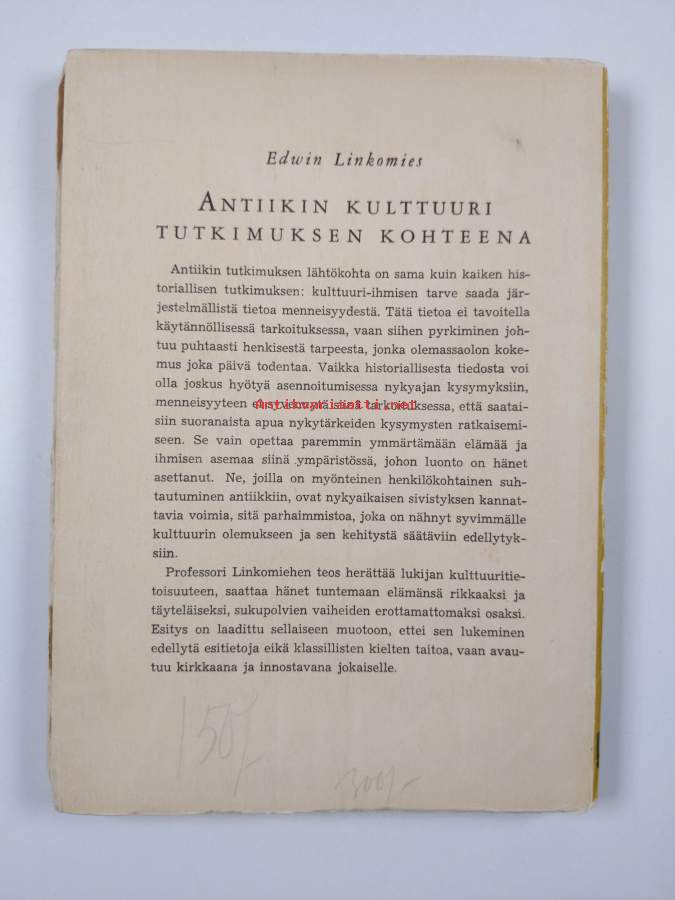 Edwin Linkomies
ANTIIKIN KULTTUURI
TUTKIMUKSEN KOHTEENA
Antiikin tutkimuksen lähtökohta on sama kuin kaiken his-
toriallisen tutkimuksen: kulttuuri-ihmisen tarve saada jär-
jestelmällistä tietoa menneisyydestä. Tätä tietoa ei tavoitella
käytännöllisessä tarkoituksessa, vaan siihen pyrkiminen joh-
tuu puhtaasti henkisestä tarpeesta, jonka olemassaolon koke-
mus joka päivä todentaa. Vaikka historiallisesta tiedosta voi
olla joskus hyötyä asennoitumisessa nykyajan kysymyksiin,
menneisyyteen ei syvennytä siinä tarkoituksessa, että saatai-
Antikvariaatti.net
siin suoranaista apua nykytärkeiden kysymysten ratkaisemi-
seen. Se vain opettaa paremmin ymmärtämään elämää ja
ihmisen asemaa siinä ympäristössä, johon luonto on hänet
asettanut. Ne, joilla on myönteinen henkilökohtainen suh-
tautuminen antiikkiin, ovat nykyaikaisen sivistyksen kannat-
tavia voimia, sitä parhaimmistoa, joka on nähnyt syvimmälle
kulttuurin olemukseen ja sen kehitystä säätäviin edellytyk-
siin.
Professori Linkomiehen teos herättää lukijan kulttuuritie-
toisuuteen, saattaa hänet tuntemaan elämänsä rikkaaksi ja
täyteläiseksi, sukupolvien vaiheiden erottamattomaksi osaksi.
Esitys on laadittu sellaiseen muotoon, ettei sen lukeminen
edellytä esitietoja eikä klassillisten kielten taitoa, vaan avau-
tuu kirkkaana ja innostavana jokaiselle.
150/-
300/-